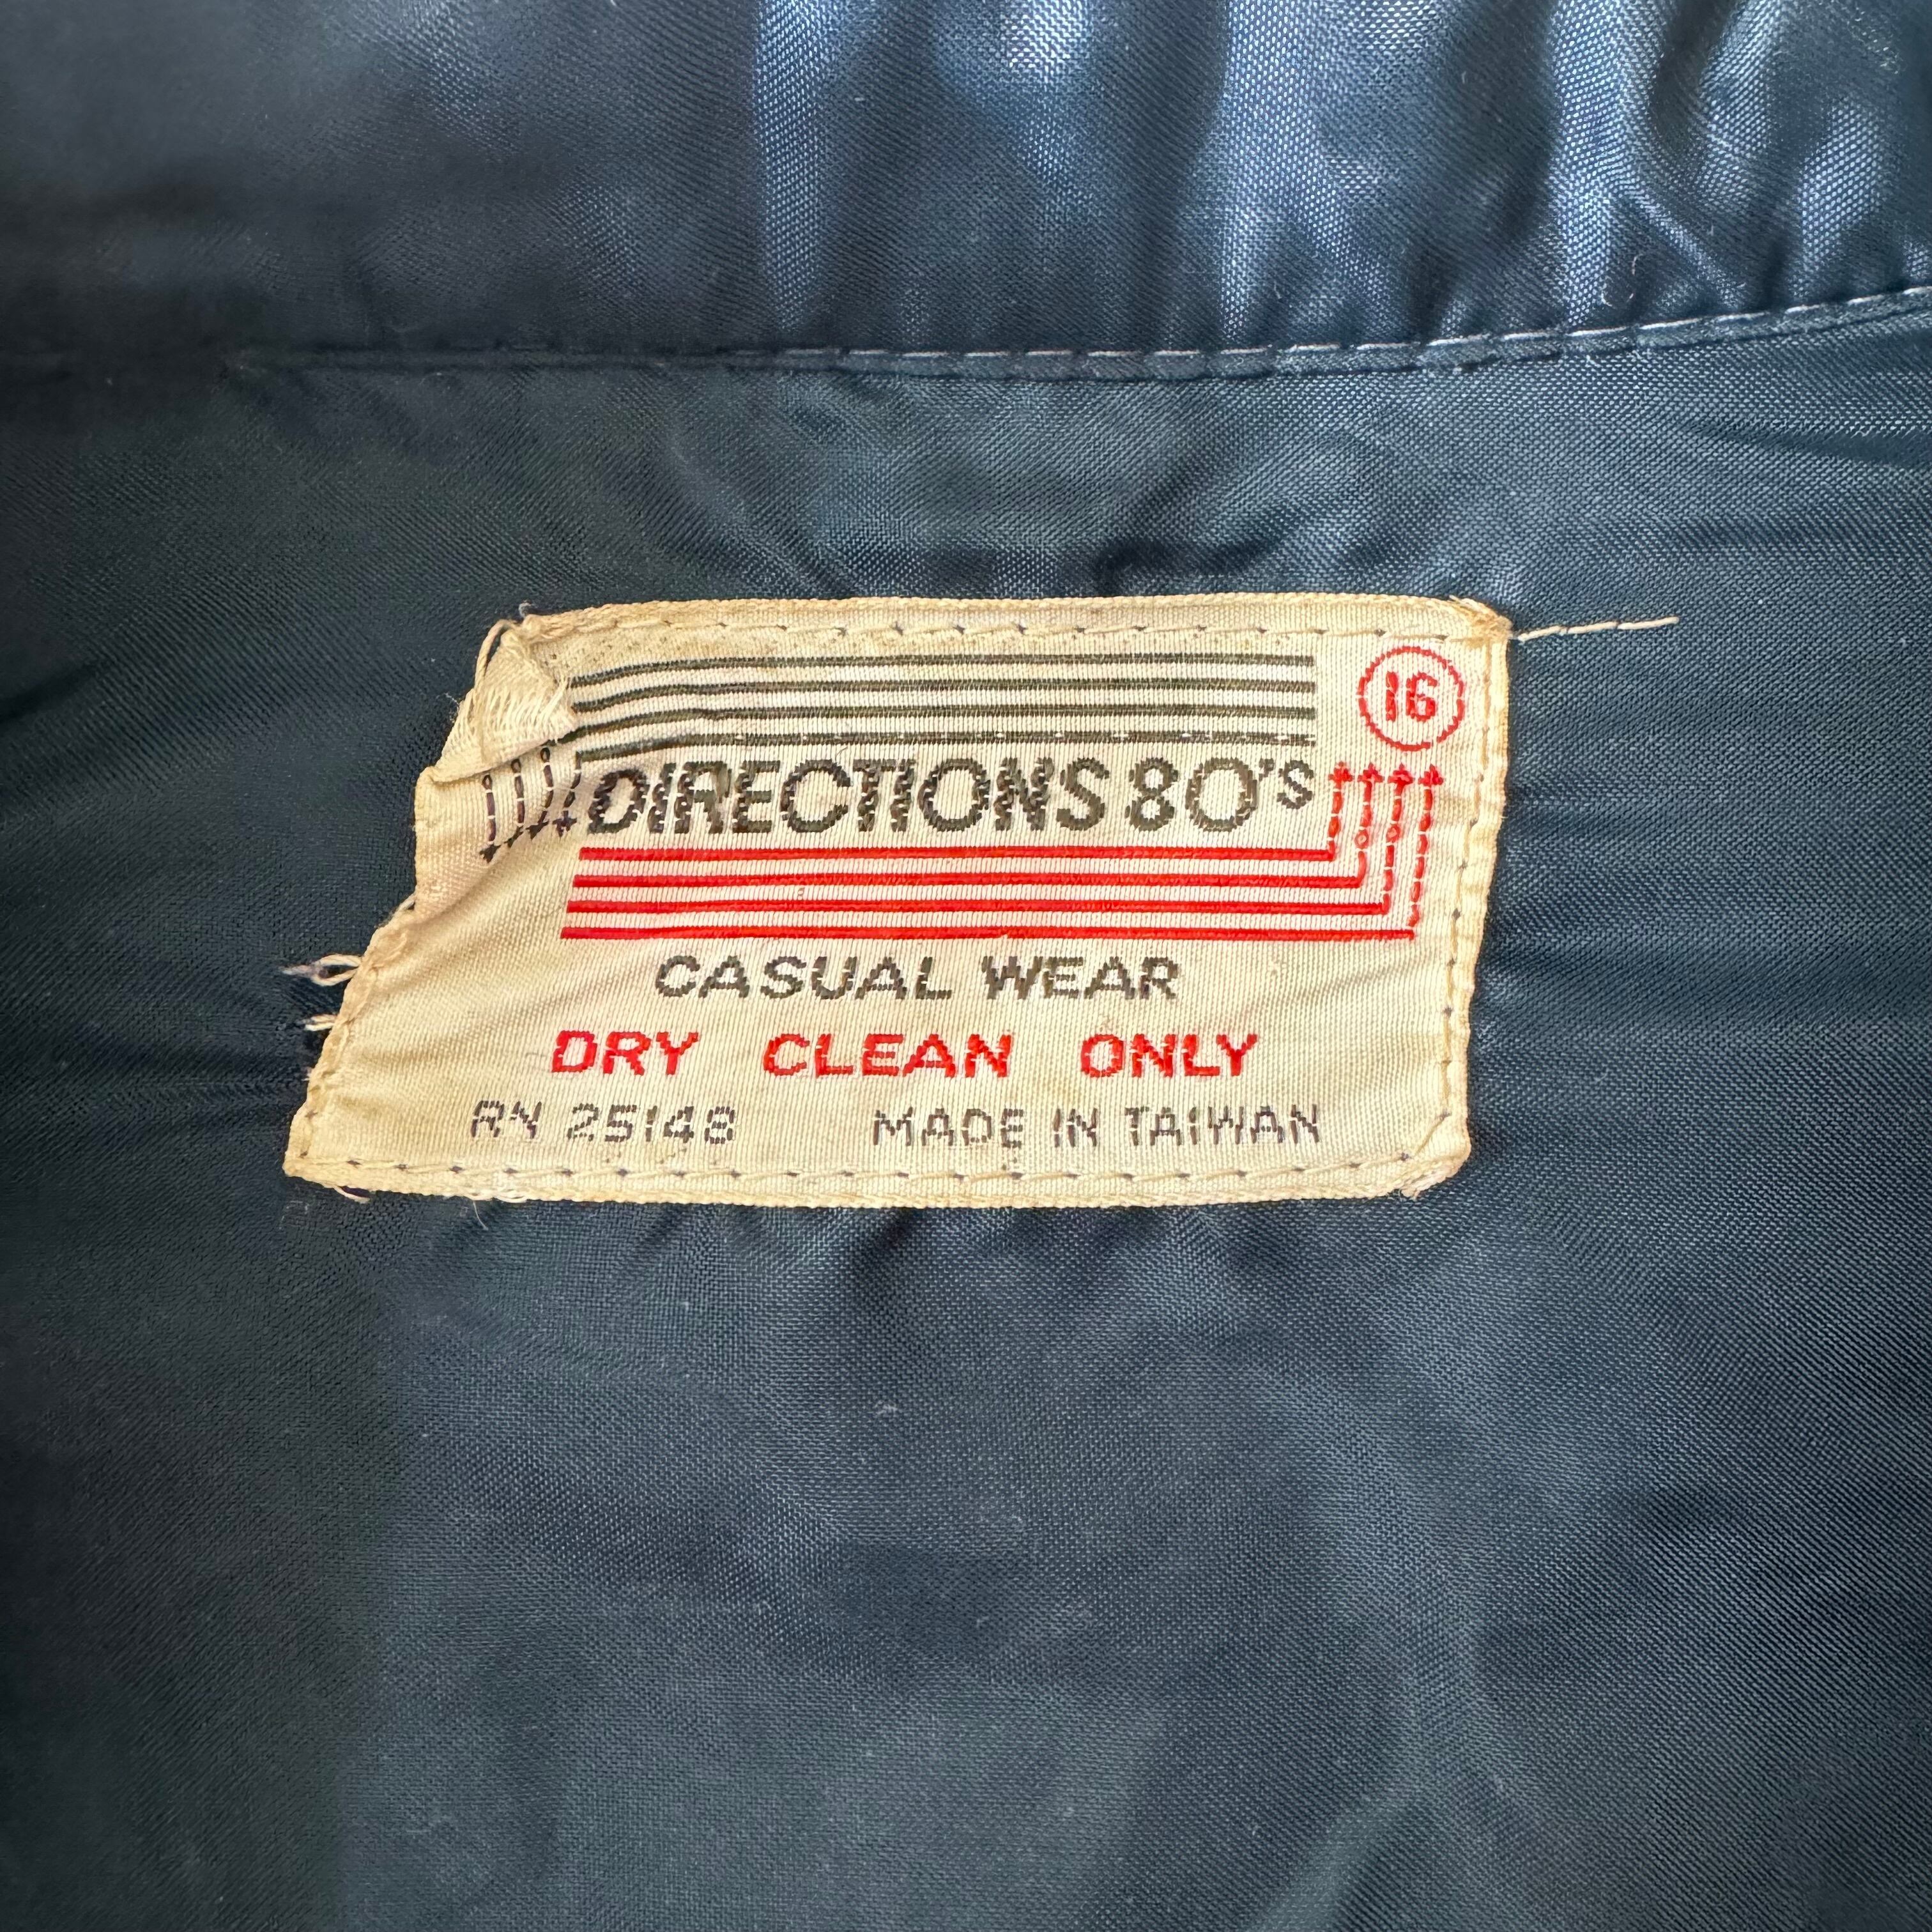 16
DIRECTIONS 80's
CASUAL WEAR
DRY CLEAN ONLY
RN 25148 MADE IN TAIWAN